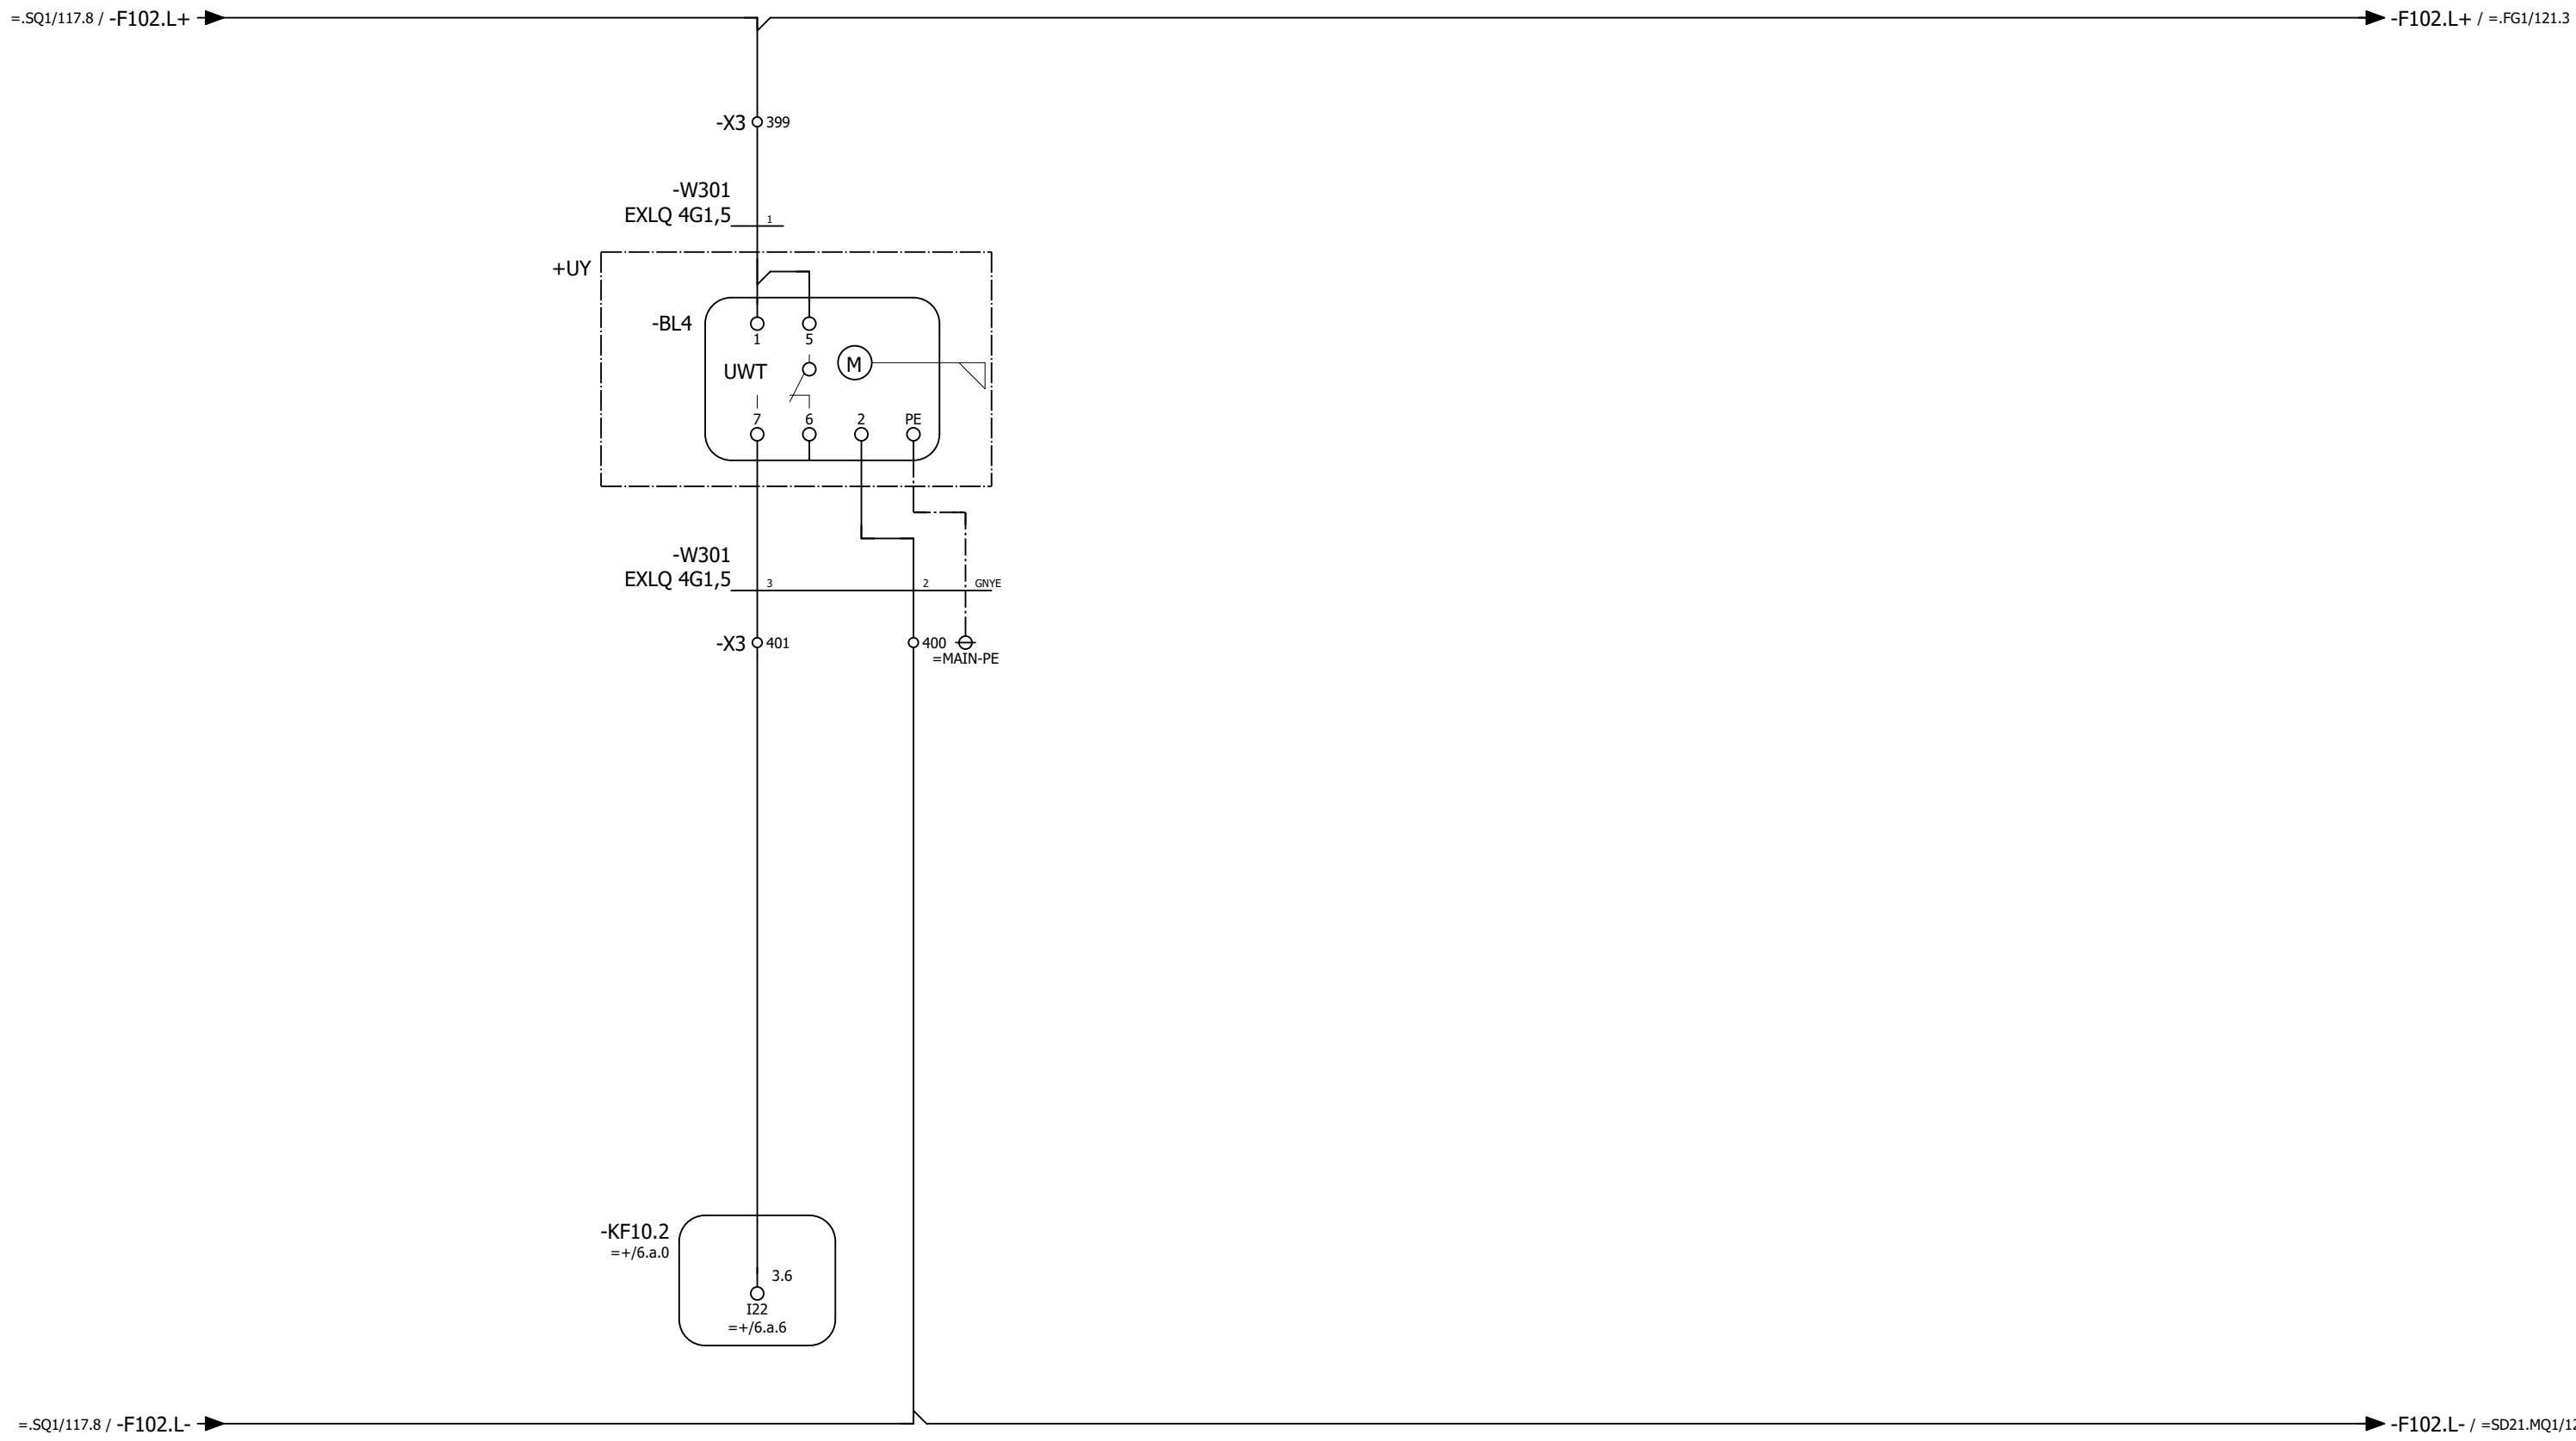 =.SQ1/117.8 / -F102.L+
-F102.L+ / =.FG1/121.3
-X3 399
-W301
EXLQ 4G1,5 1
+UY
-BL4
1 5
UWT M
7 6 2 PE
-W301
EXLQ 4G1,5 3 2 GNYE
-X3 401 400
=MAIN-PE
-KF10.2
=+/6.a.0
3.6
I22
=+/6.a.6
=.SQ1/117.8 / -F102.L-
-F102.L- / =SD21.MQ1/12